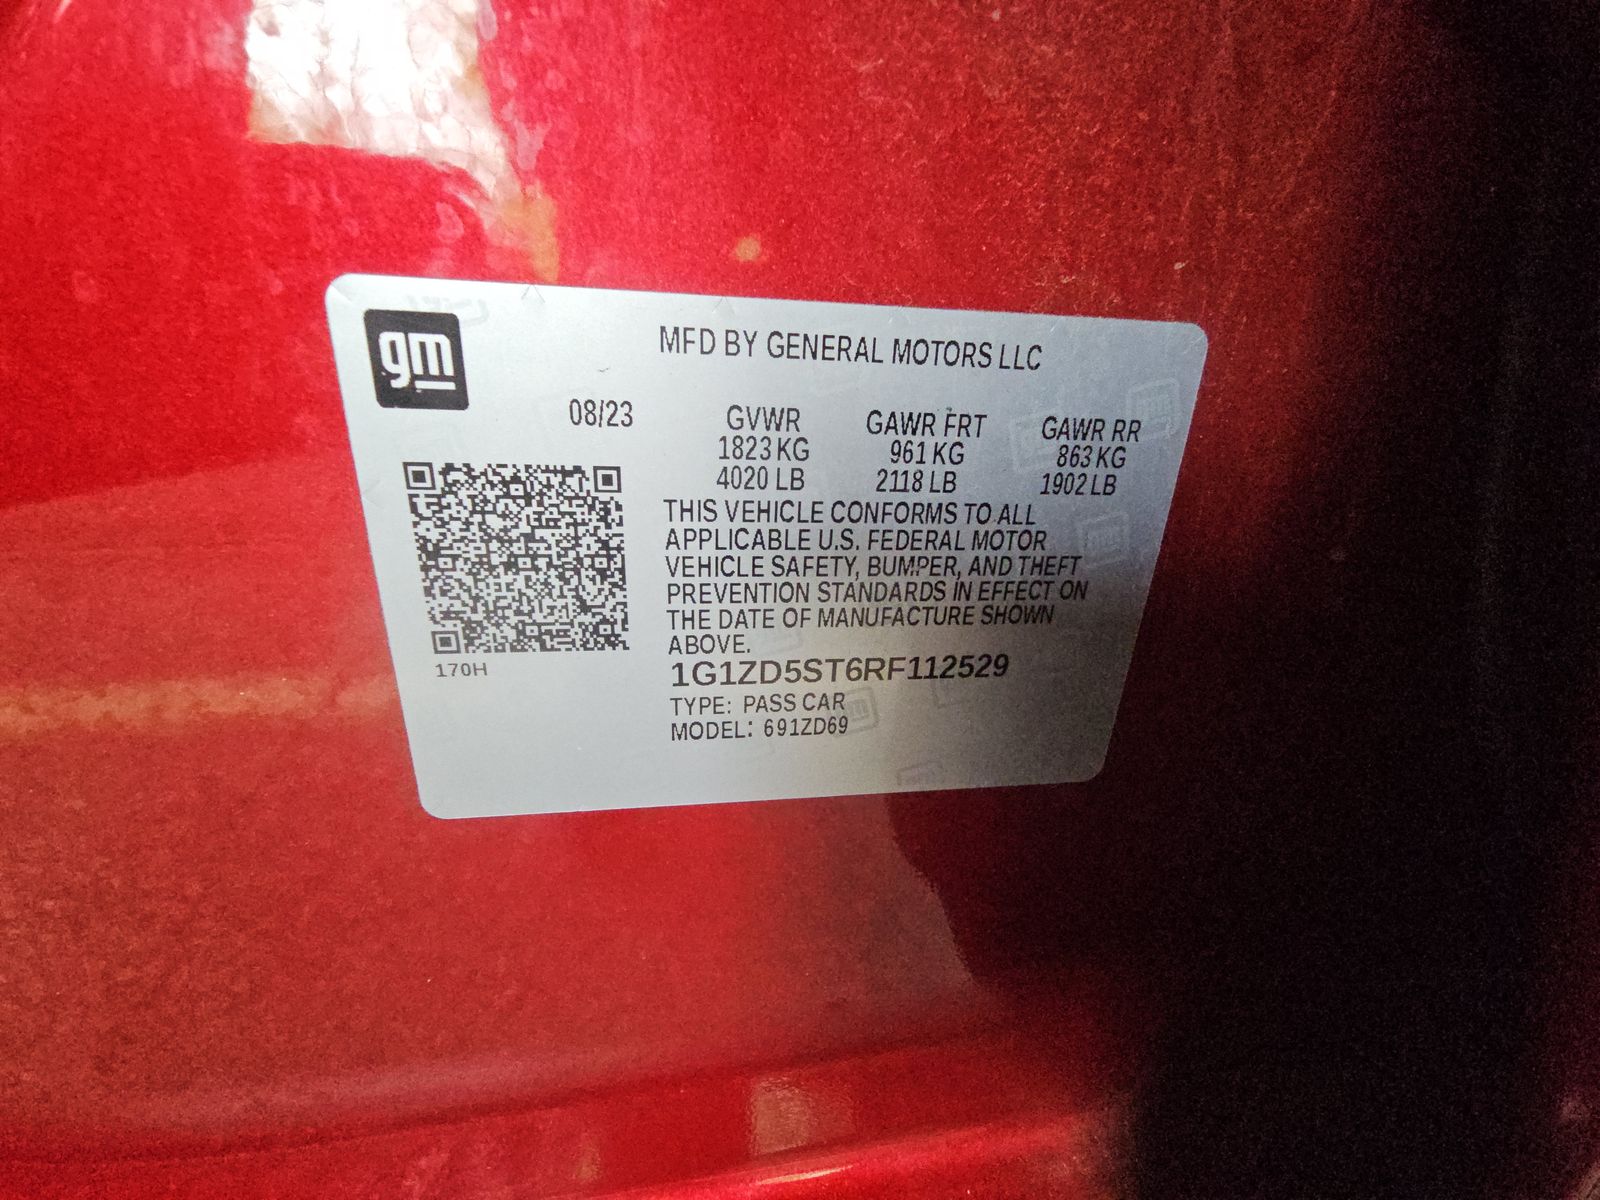 gm
MFD BY GENERAL MOTORS LLC
08/23 GVWR GAWR FRT GAWR RR
1823 KG 961 KG 863 KG
4020 LB 2118 LB 1902 LB
THIS VEHICLE CONFORMS TO ALL
APPLICABLE U.S. FEDERAL MOTOR
VEHICLE SAFETY, BUMPER, AND THEFT
PREVENTION STANDARDS IN EFFECT ON
THE DATE OF MANUFACTURE SHOWN
ABOVE.
170H
1G1ZD5ST6RF112529
TYPE: PASS CAR
MODEL: 691ZD69